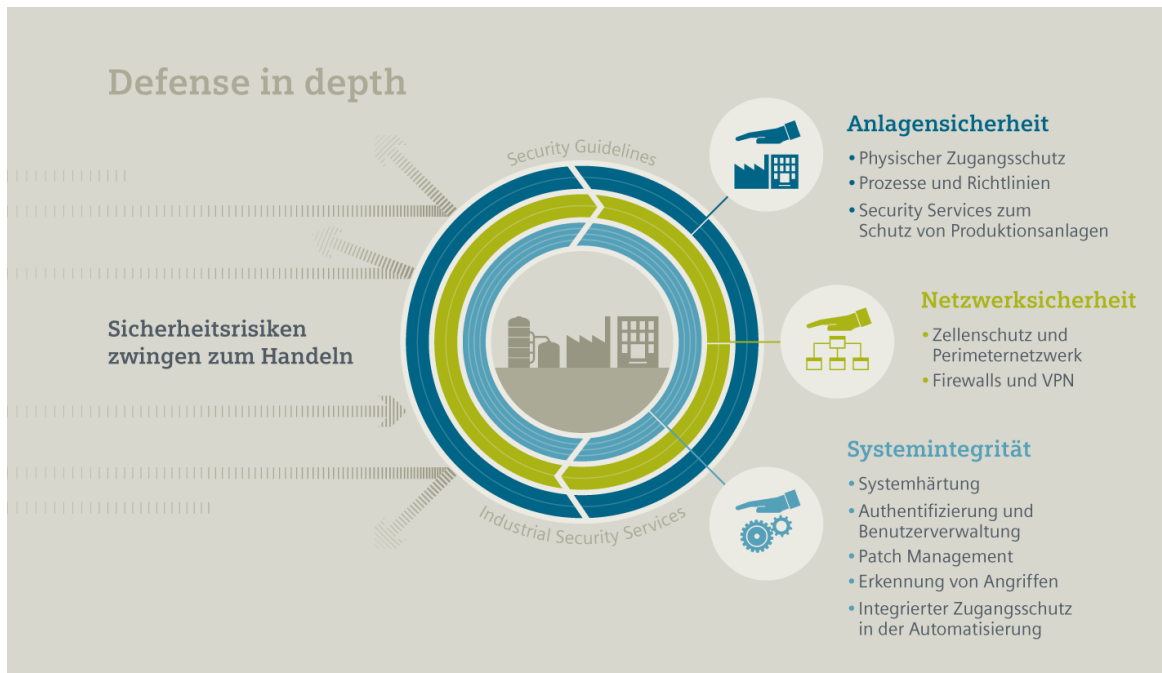 Defense in depth
Security Guidelines
Sicherheitsrisiken
zwingen zum Handeln
Industrial Security Services
Anlagensicherheit
• Physischer Zugangsschutz
• Prozesse und Richtlinien
• Security Services zum
Schutz von Produktionsanlagen
Netzwerksicherheit
• Zellenschutz und
Perimeternetzwerk
• Firewalls und VPN
Systemintegrität
• Systemhärtung
• Authentifizierung und
Benutzerverwaltung
• Patch Management
• Erkennung von Angriffen
• Integrierter Zugangsschutz
in der Automatisierung